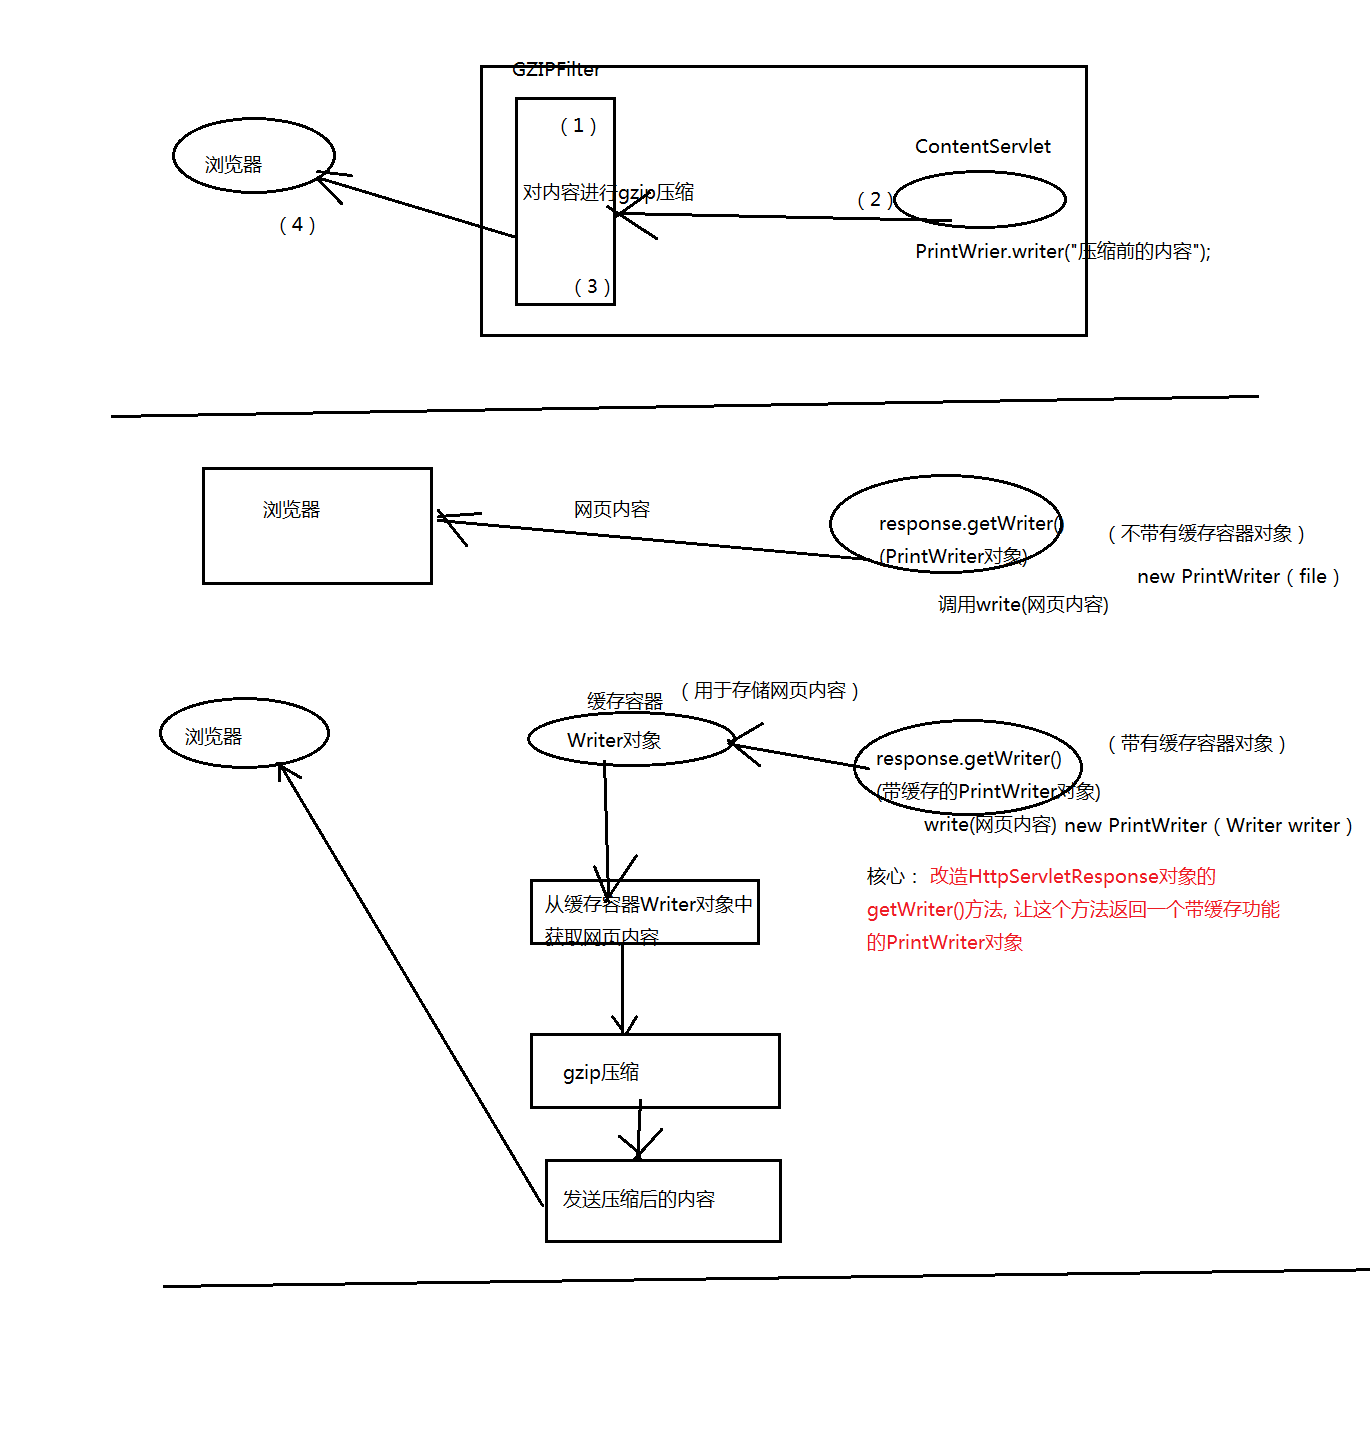 GZIPFilter
（1）
浏览器
ContentServlet
对内容进行gzip压缩
（2）
（4）
PrintWrier.writer("压缩前的内容");
（3）
浏览器
网页内容
response.getWriter()
(PrintWriter对象)
（不带有缓存容器对象）
new PrintWriter（file）
调用write(网页内容)
缓存容器
（用于存储网页内容）
浏览器
Writer对象
response.getWriter()
(带缓存的PrintWriter对象)
（带有缓存容器对象）
write(网页内容)
new PrintWriter（Writer writer）
核心： 改造HttpServletResponse对象的
getWriter()方法, 让这个方法返回一个带缓存功能
的PrintWriter对象
从缓存容器Writer对象中
获取网页内容
gzip压缩
发送压缩后的内容